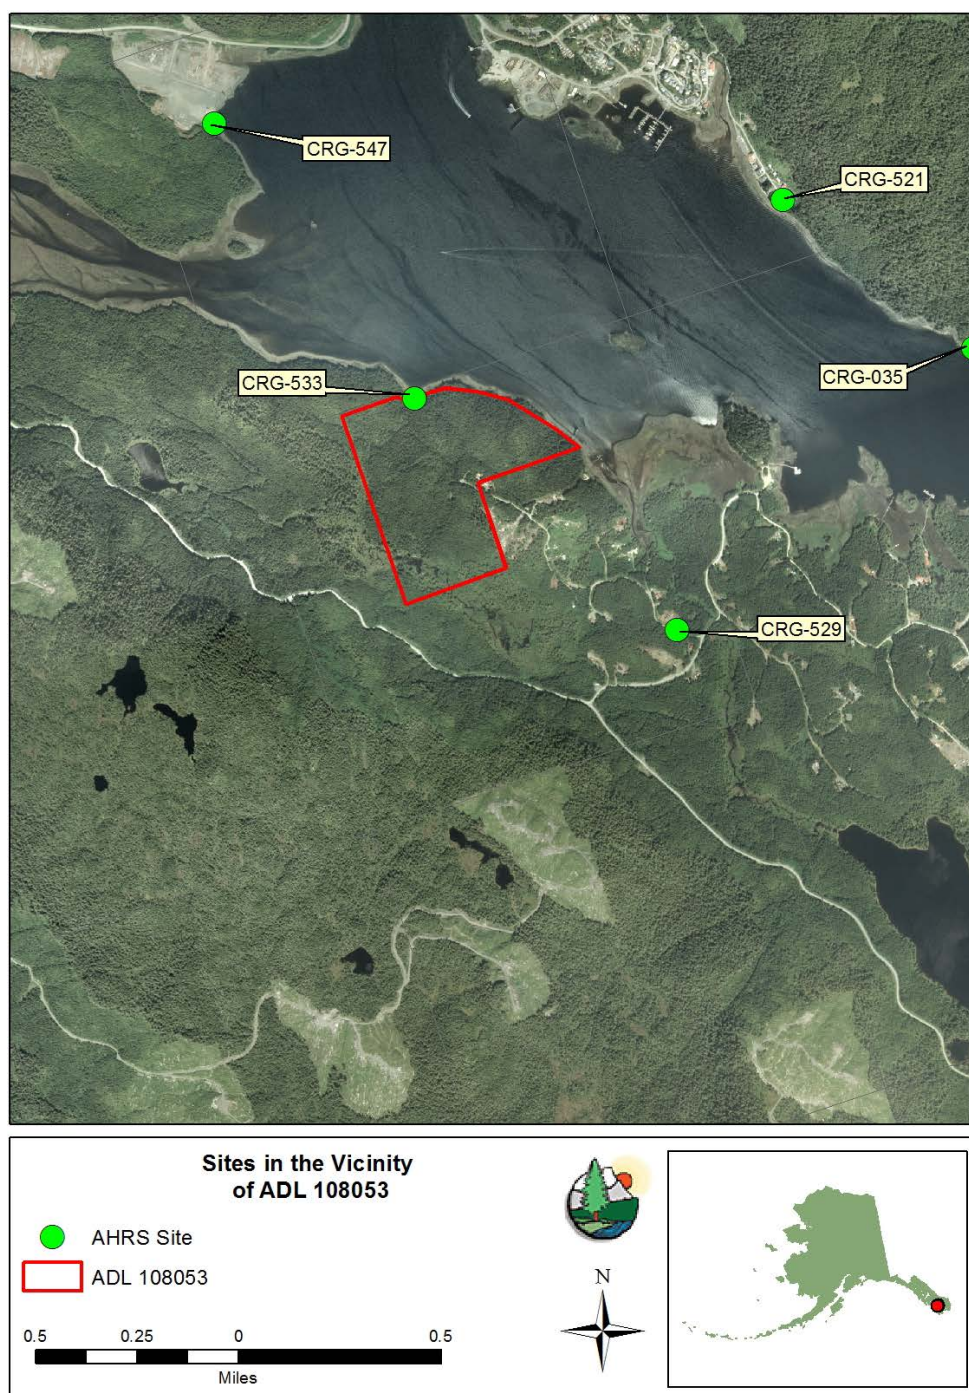 CRG-547
CRG-521
CRG-035
CRG-533
CRG-529
Sites in the Vicinity
of ADL 108053
AHRS Site
ADL 108053
N
0.5 0.25 0 0.5
Miles